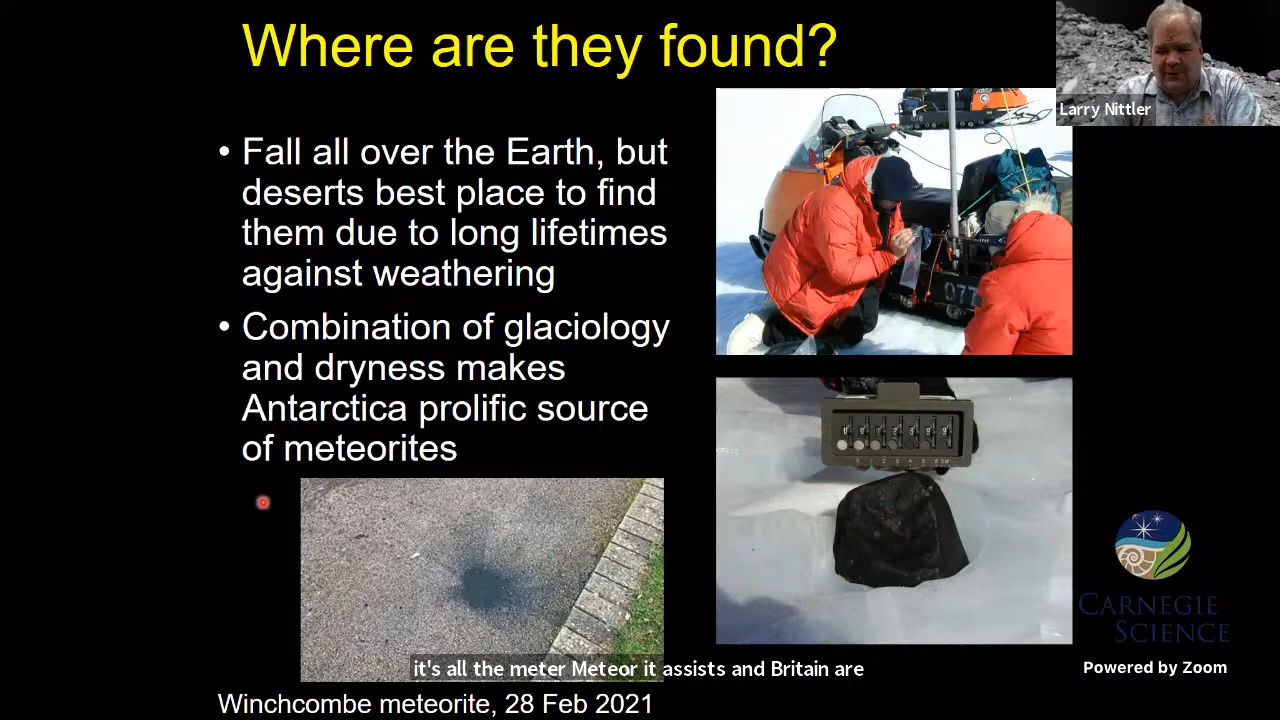 Where are they found?
Larry Nittler
• Fall all over the Earth, but
deserts best place to find
them due to long lifetimes
against weathering
• Combination of glaciology
and dryness makes
Antarctica prolific source
of meteorites
077
CARNEGIE
SCIENCE
it's all the meter Meteor it assists and Britain are
Powered by Zoom
Winchcombe meteorite, 28 Feb 2021